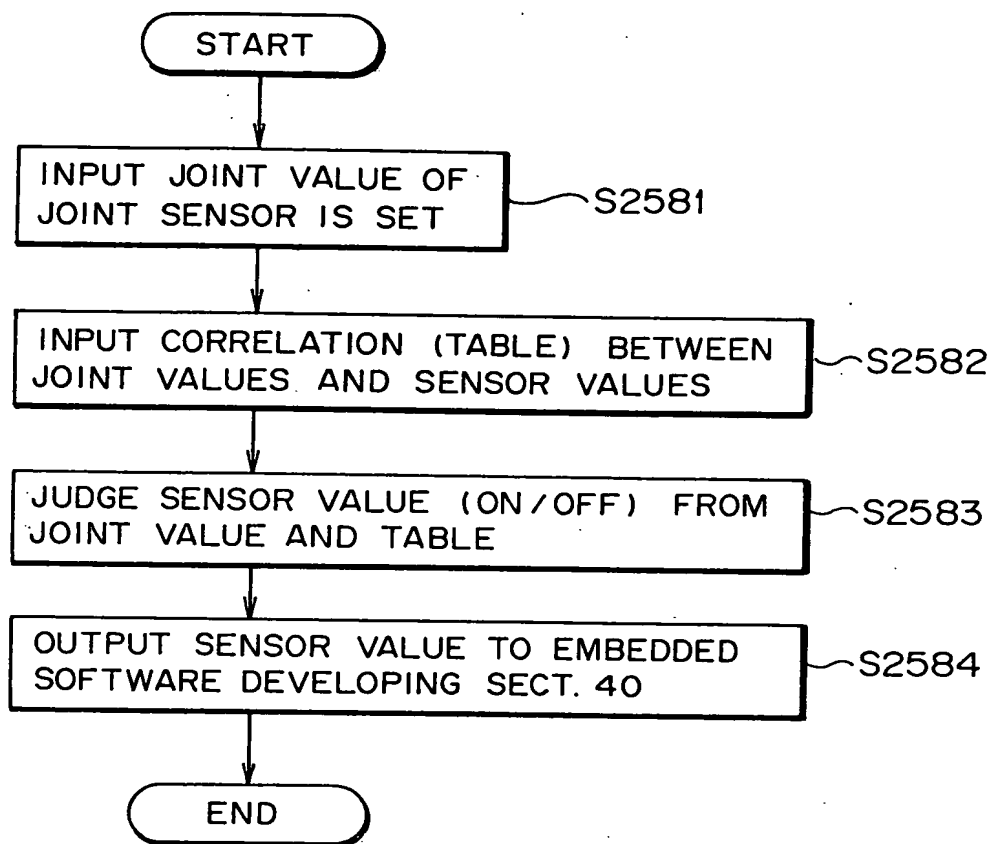 START
INPUT JOINT VALUE OF
JOINT SENSOR IS SET
S2581
INPUT CORRELATION (TABLE) BETWEEN
JOINT VALUES AND SENSOR VALUES
S2582
JUDGE SENSOR VALUE (ON/OFF) FROM
JOINT VALUE AND TABLE
S2583
OUTPUT SENSOR VALUE TO EMBEDDED
SOFTWARE DEVELOPING SECT. 40
S2584
END